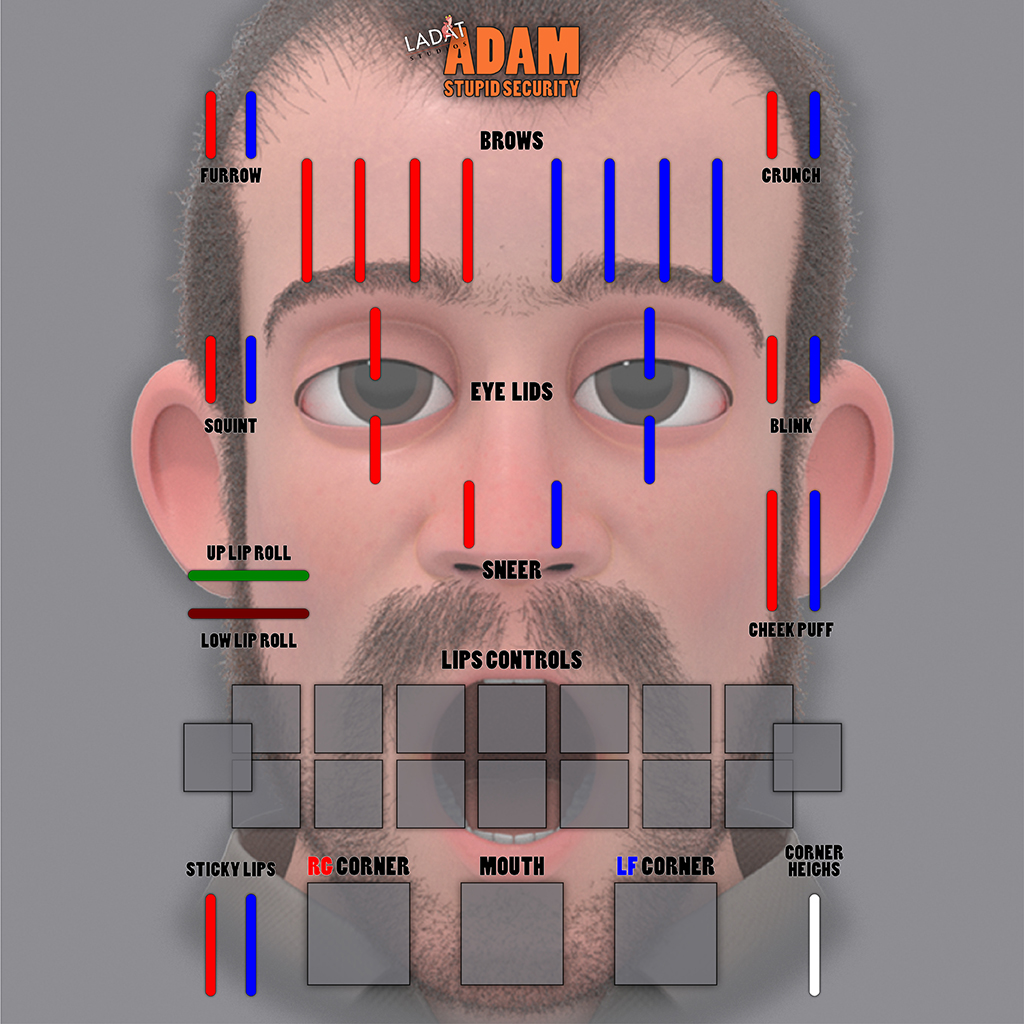 LADAT
STUDIOS
ADAM
STUPID SECURITY
BROWS
FURROW
CRUNCH
EYE LIDS
SQUINT
BLINK
UP LIP ROLL
SNEER
LOW LIP ROLL
CHEEK PUFF
LIPS CONTROLS
STICKY LIPS
RG CORNER
MOUTH
LF CORNER
CORNER
HEIGHS